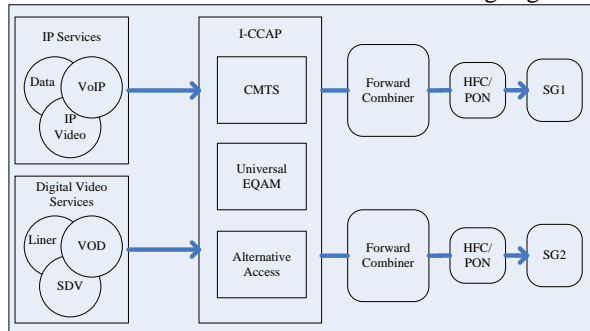 IP Services
Data
VoIP
IP
Video
Digital Video
Services
Liner
VOD
SDV
I-CCAP
CMTS
Universal
EQAM
Alternative
Access
Forward
Combiner
HFC/
PON
SG1
Forward
Combiner
HFC/
PON
SG2